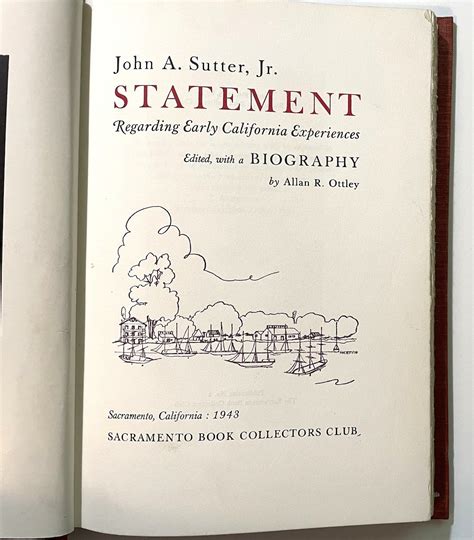 John A. Sutter, Jr.
STATEMENT
Regarding Early California Experiences
Edited, with a BIOGRAPHY
by Allan R. Ottley
Sacramento, California : 1943
SACRAMENTO BOOK COLLECTORS CLUB